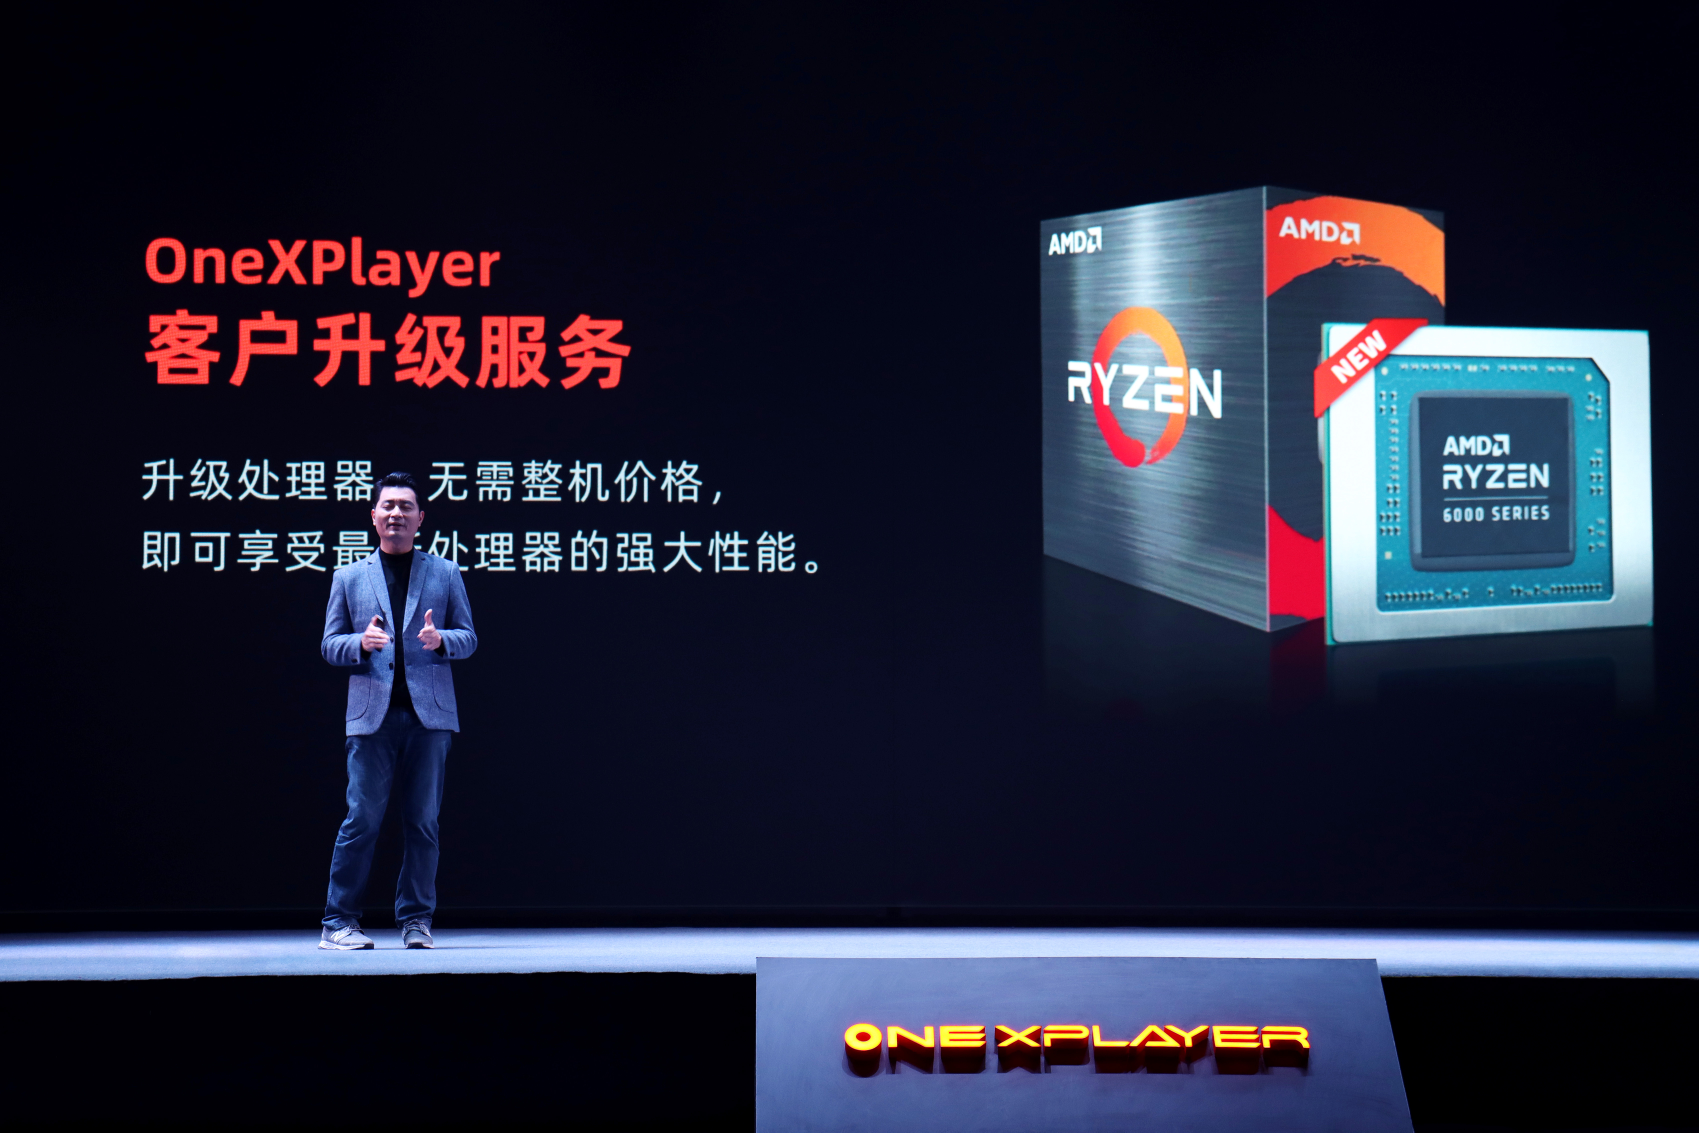 OneXPlayer
客户升级服务
升级处理器 无需整机价格，
即可享受最 处理器的强大性能。
AMD
RYZEN
AMD
NEW
AMD
RYZEN
6000 SERIES
ONEXPLAYER